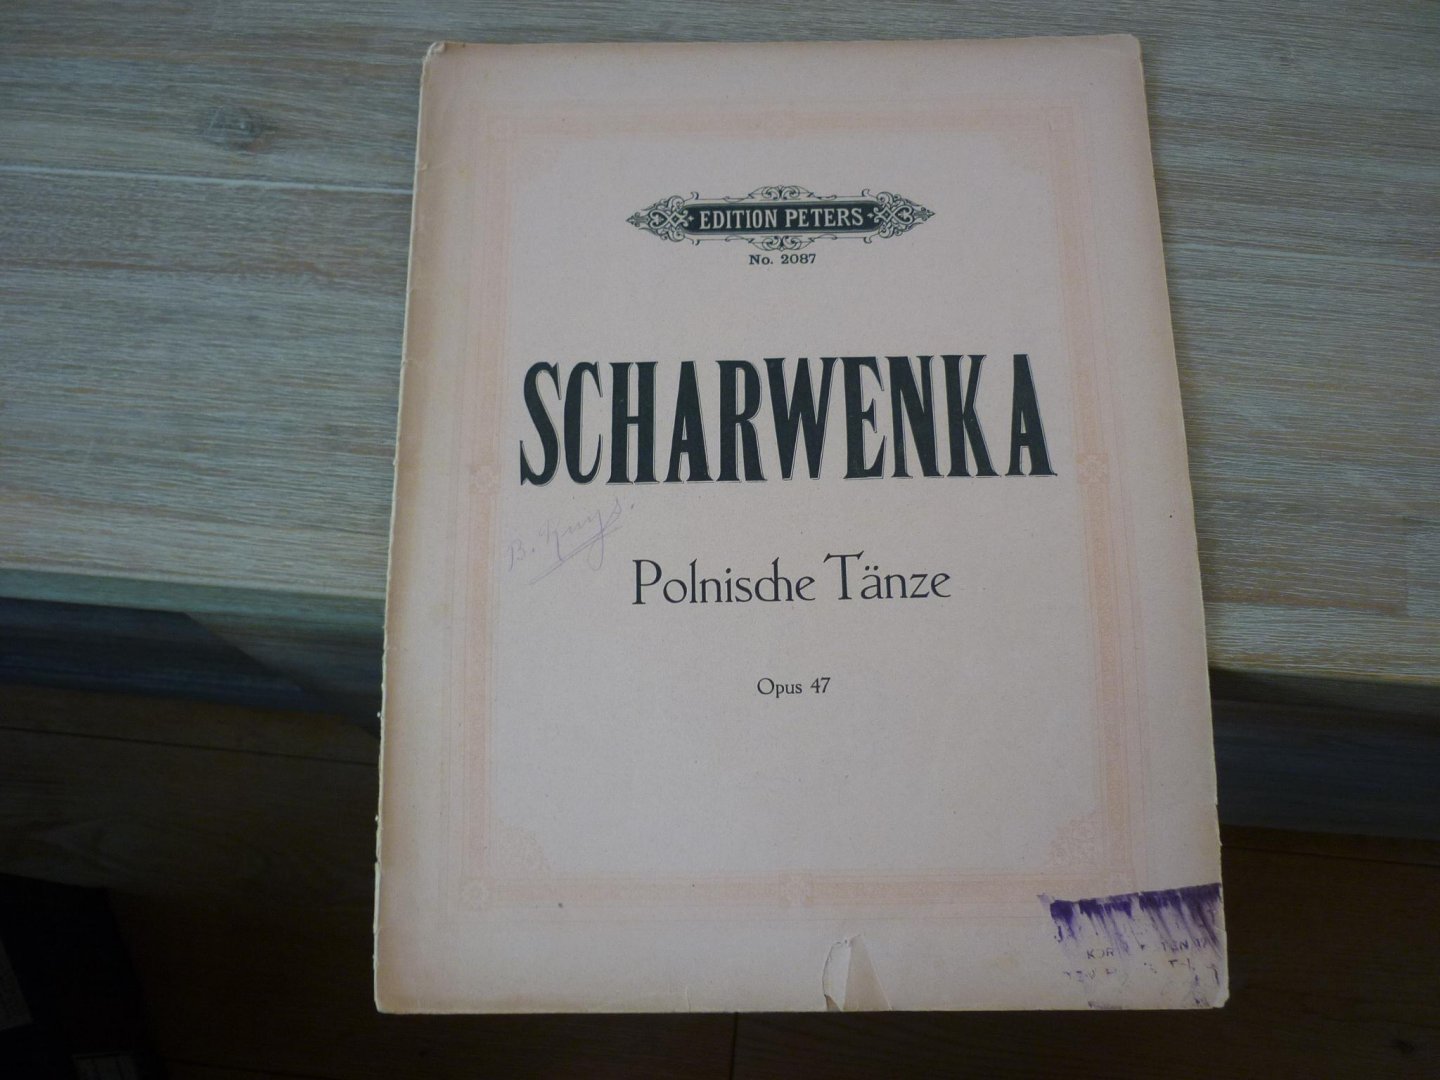 EDITION PETERS
No. 2087
SCHARWENKA
B.
Polnische Tänze
Opus 47